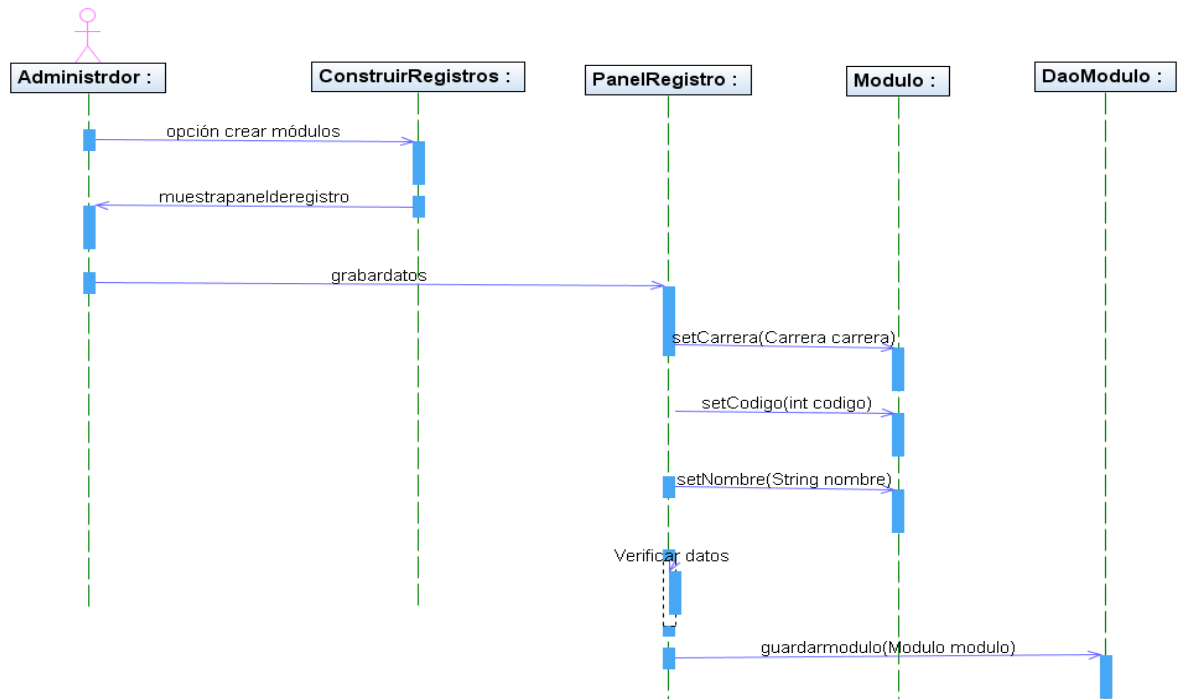 Administrdor :
ConstruirRegistros :
PanelRegistro :
Modulo :
DaoModulo :
opción crear módulos
muestrapanelderegistro
grabardatos
setCarrera(Carrera carrera)
setCodigo(int codigo)
setNombre(String nombre)
Verificar datos
guardarmodulo(Modulo modulo)